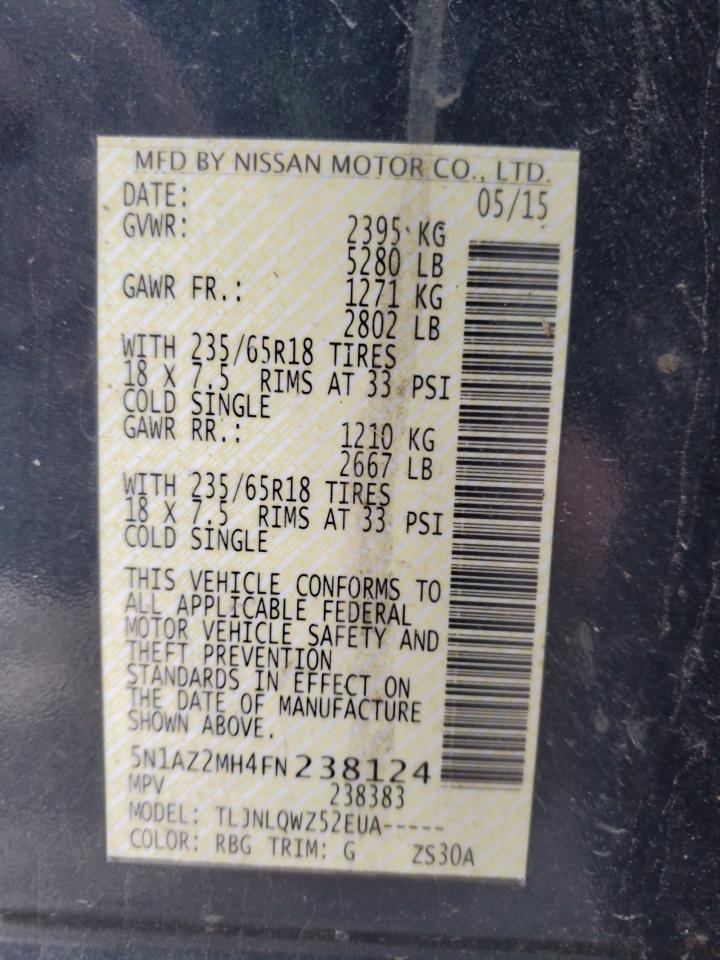 MFD BY NISSAN MOTOR CO., LTD.
DATE: 05/15
GVWR: 2395 KG
5280 LB
GAWR FR.: 1271 KG
2802 LB
WITH 235/65R18 TIRES
18 X 7.5 RIMS AT 33 PSI
COLD SINGLE
GAWR RR.: 1210 KG
2667 LB
WITH 235/65R18 TIRES
18 X 7.5 RIMS AT 33 PSI
COLD SINGLE
THIS VEHICLE CONFORMS TO
ALL APPLICABLE FEDERAL
MOTOR VEHICLE SAFETY AND
THEFT PREVENTION
STANDARDS IN EFFECT ON
THE DATE OF MANUFACTURE
SHOWN ABOVE.
5N1AZ2MH4FN238124
MPV 238383
MODEL: TLJNLQWZ52EUA-----
COLOR: RBG TRIM: G ZS30A